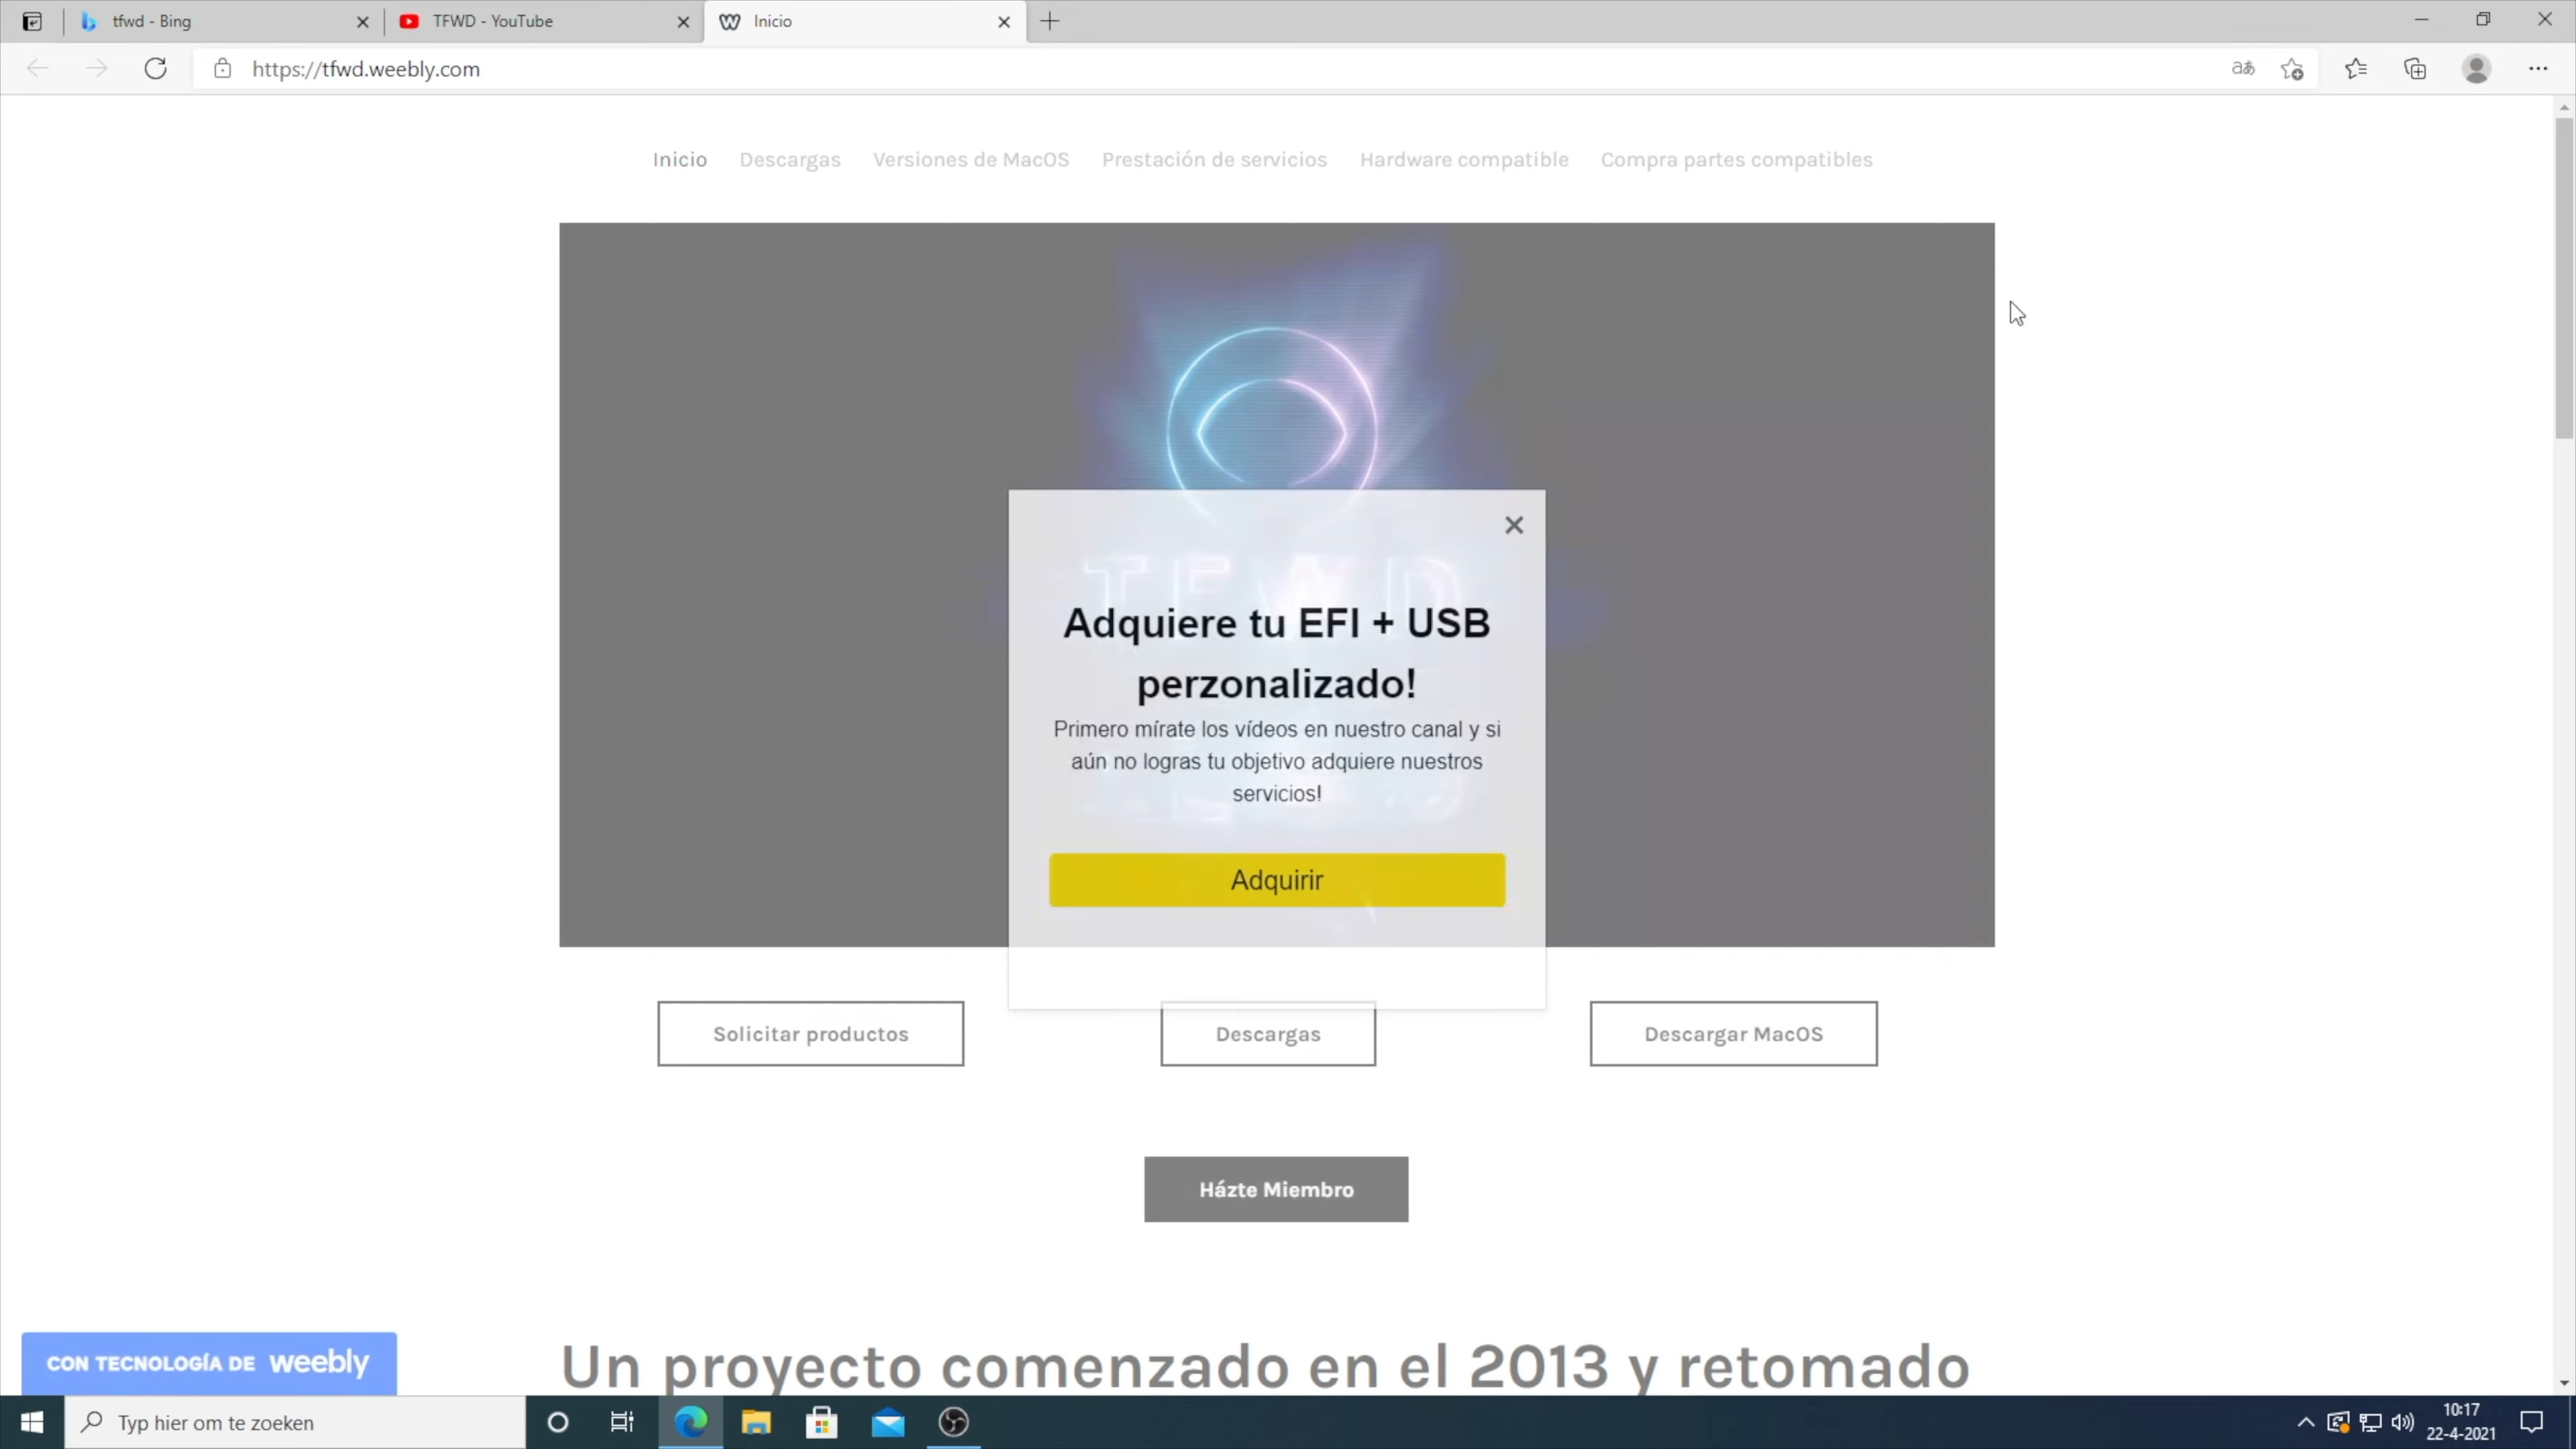 tfwd - Bing
TFWD - YouTube
Inicio
https://tfwd.weebly.com
aあ
Inicio
Descargas
Versiones de MacOS
Prestación de servicios
Hardware compatible
Compra partes compatibles
TFWD
Adquiere tu EFI + USB
perzonalizado!
Primero mírate los vídeos en nuestro canal y si
aún no logras tu objetivo adquiere nuestros
servicios!
Adquirir
Solicitar productos
Descargas
Descargar MacOS
Házte Miembro
CON TECNOLOGÍA DE weebly
Un proyecto comenzado en el 2013 y retomado
Typ hier om te zoeken
10:17
22-4-2021